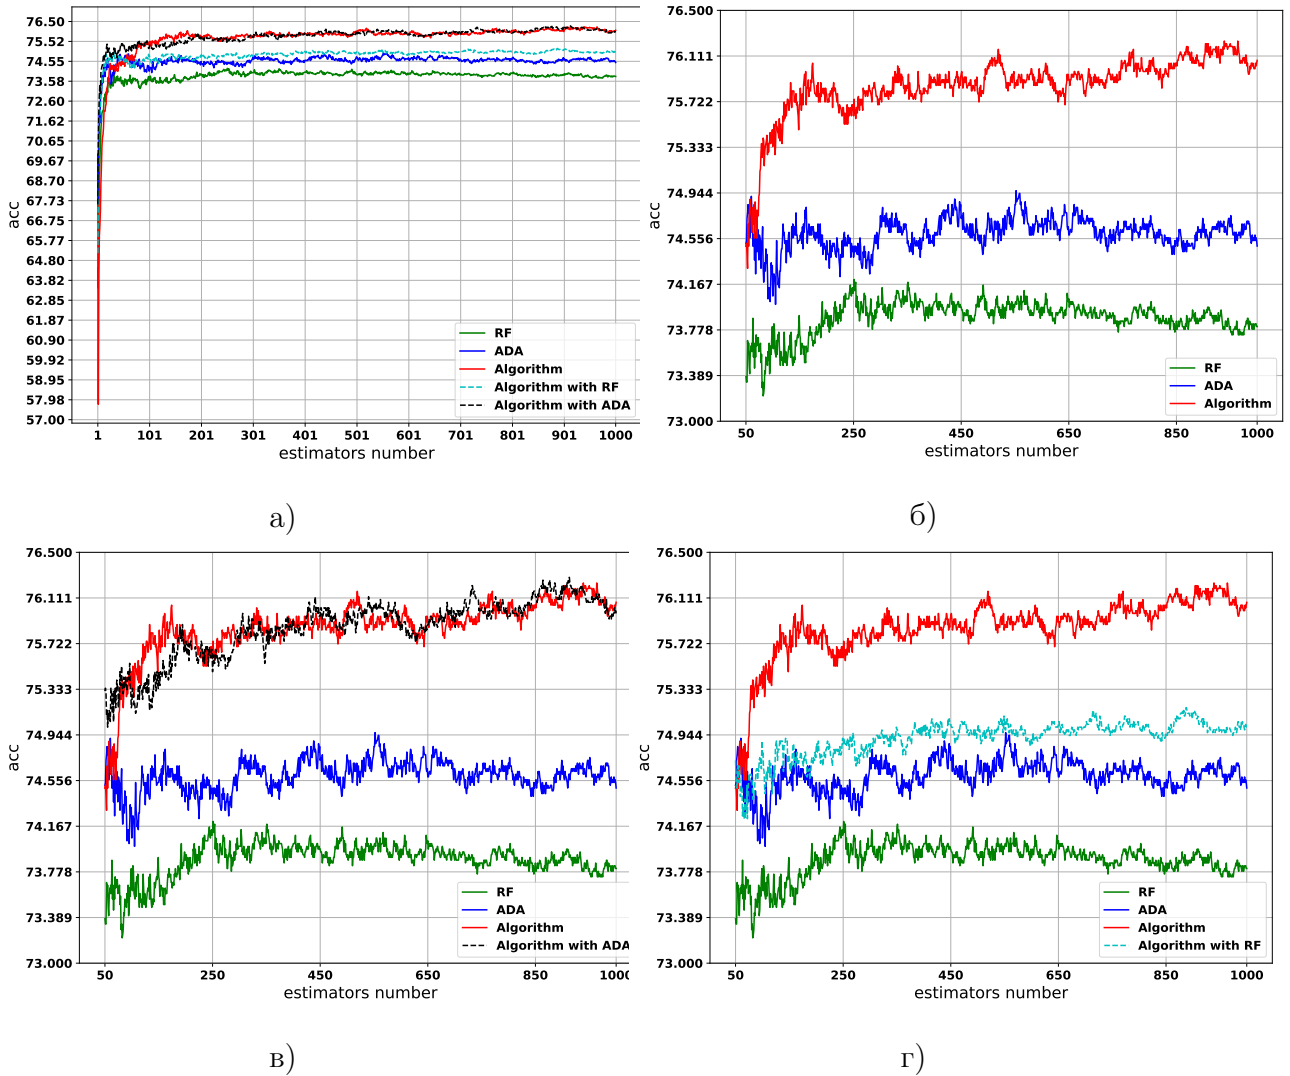 76.50
75.52
74.55
73.58
72.60
71.62
70.65
69.67
68.70
67.73
66.75
65.77
64.80
63.82
62.85
61.87
60.90
59.92
58.95
57.98
57.00
acc
RF
ADA
Algorithm
Algorithm with RF
Algorithm with ADA
1 101 201 301 401 501 601 701 801 901 1000
estimators number
а)
76.500
76.111
75.722
75.333
74.944
74.556
74.167
73.778
73.389
73.000
acc
RF
ADA
Algorithm
50 250 450 650 850 1000
estimators number
б)
76.500
76.111
75.722
75.333
74.944
74.556
74.167
73.778
73.389
73.000
acc
RF
ADA
Algorithm
Algorithm with ADA
50 250 450 650 850 1000
estimators number
в)
76.500
76.111
75.722
75.333
74.944
74.556
74.167
73.778
73.389
73.000
acc
RF
ADA
Algorithm
Algorithm with RF
50 250 450 650 850 1000
estimators number
г)